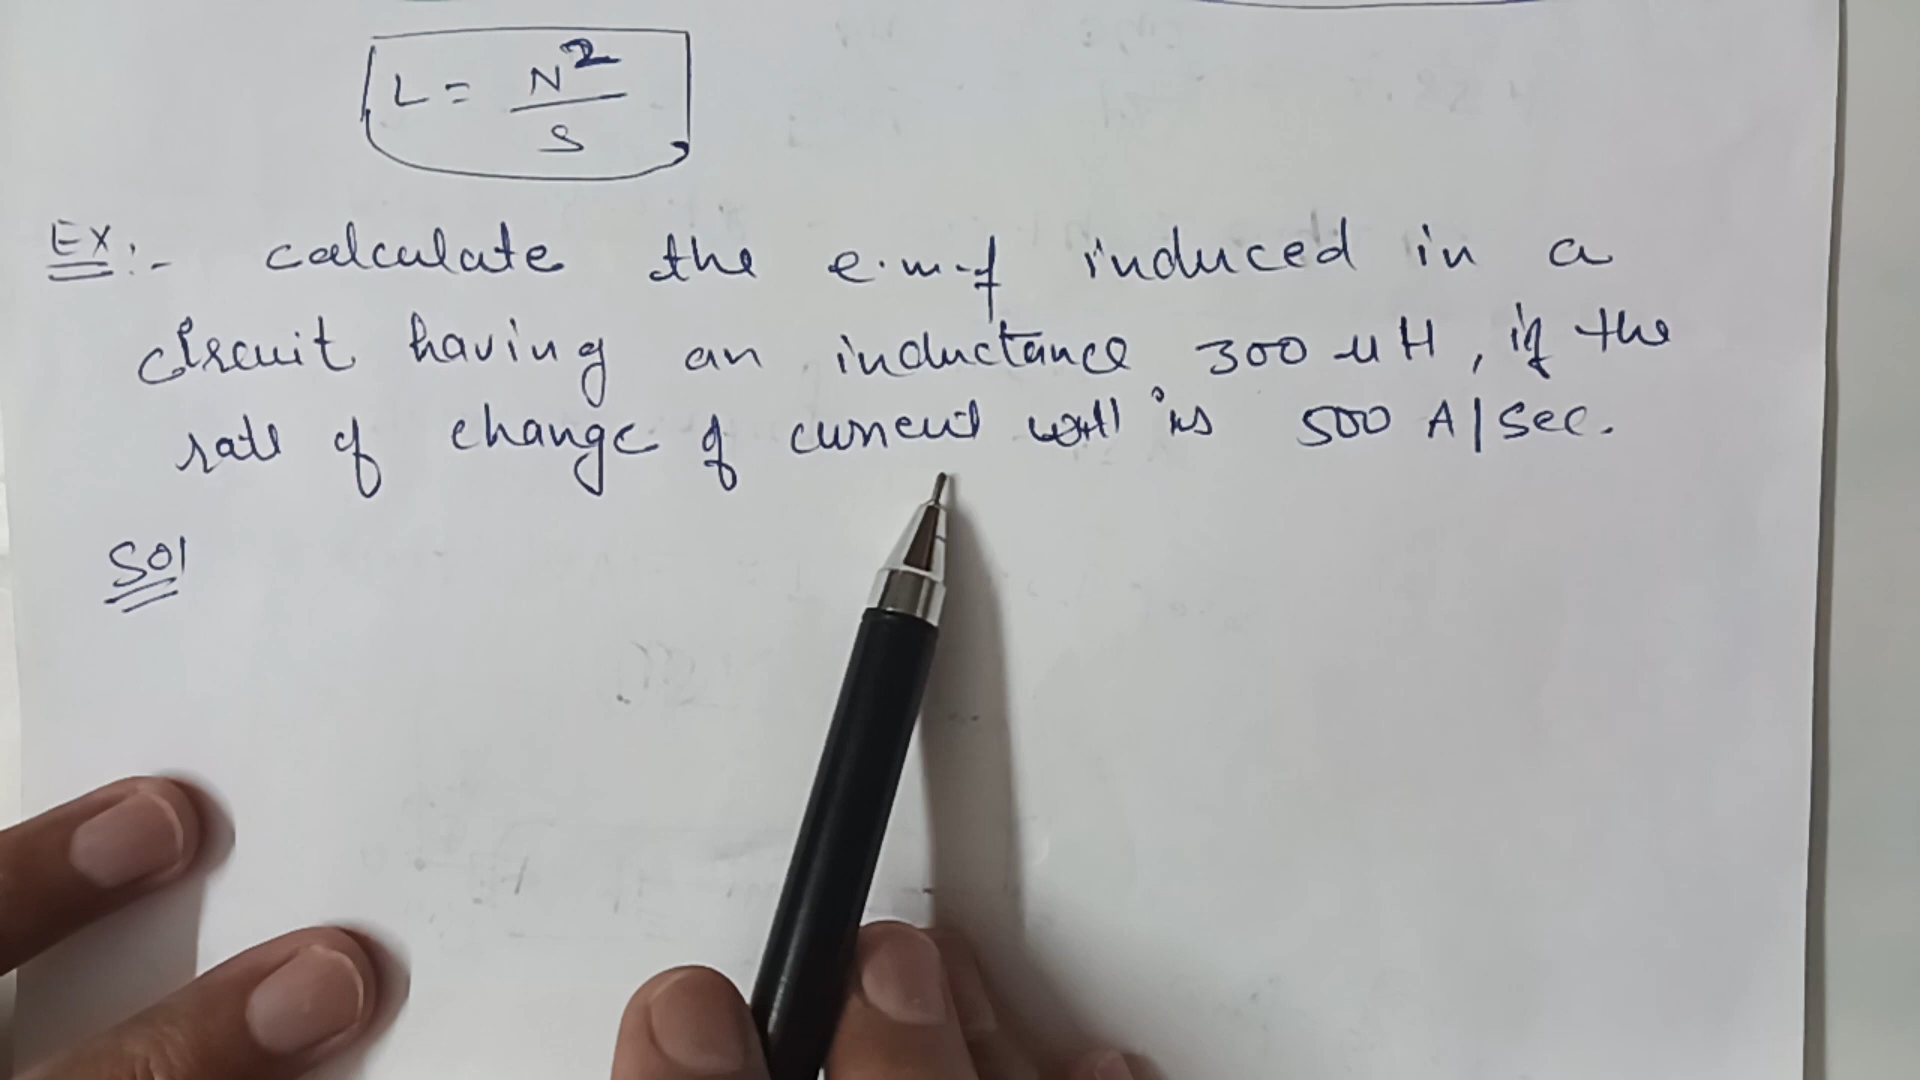 L = N²/S
Ex:- calculate the e.m.f induced in a
circuit having an inductance 300 μH, if the
rate of change of current will is 500 A/sec.
Sol